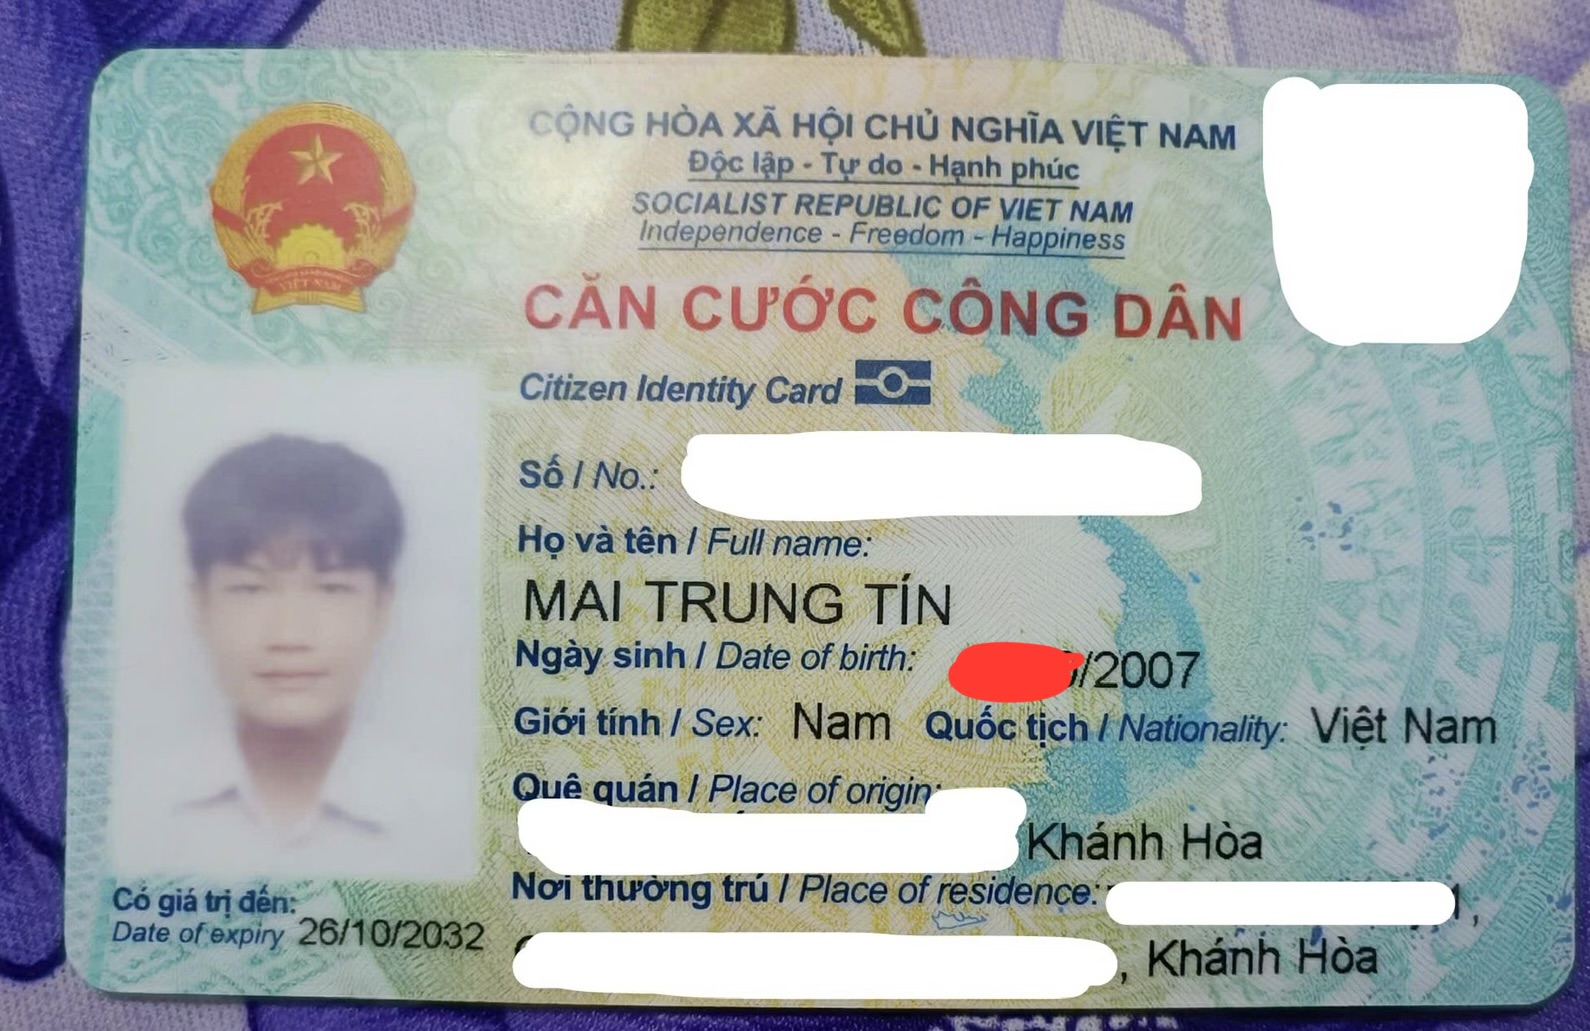 CỘNG HÒA XÃ HỘI CHỦ NGHĨA VIỆT NAM
Độc lập - Tự do - Hạnh phúc
SOCIALIST REPUBLIC OF VIET NAM
Independence - Freedom - Happiness
CĂN CƯỚC CÔNG DÂN
Citizen Identity Card
Số / No.:
Họ và tên / Full name:
MAI TRUNG TÍN
Ngày sinh / Date of birth: /2007
Giới tính / Sex: Nam Quốc tịch / Nationality: Việt Nam
Quê quán / Place of origin:
Khánh Hòa
Nơi thường trú / Place of residence:
, Khánh Hòa
Có giá trị đến:
Date of expiry 26/10/2032
VIỆT NAM